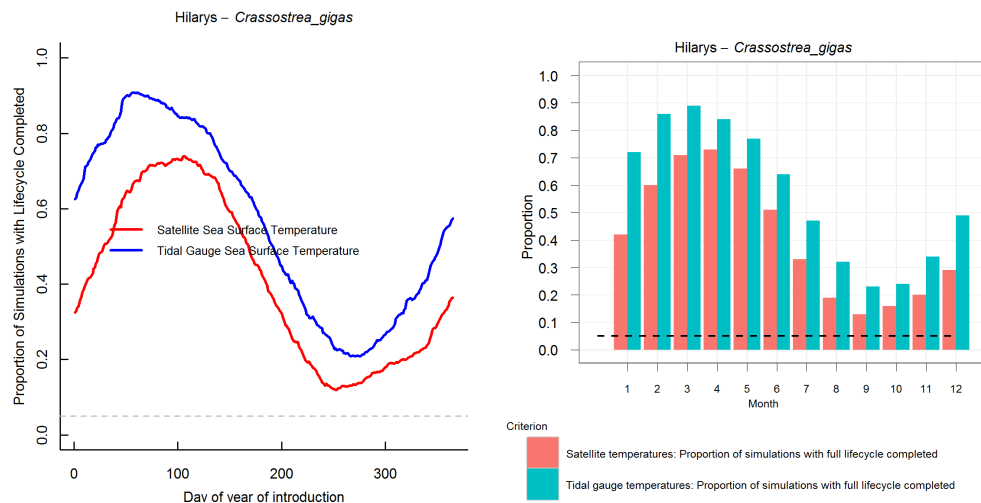 Hilarys – Crassostrea_gigas
Proportion of Simulations with Lifecycle Completed
1.0
0.8
0.6
0.4
0.2
0.0
Satellite Sea Surface Temperature
Tidal Gauge Sea Surface Temperature
0
100
200
300
Day of year of introduction
Hilarys – Crassostrea_gigas
Proportion
1.0
0.9
0.8
0.7
0.6
0.5
0.4
0.3
0.2
0.1
0.0
1 2 3 4 5 6 7 8 9 10 11 12
Month
Criterion
Satellite temperatures: Proportion of simulations with full lifecycle completed
Tidal gauge temperatures: Proportion of simulations with full lifecycle completed